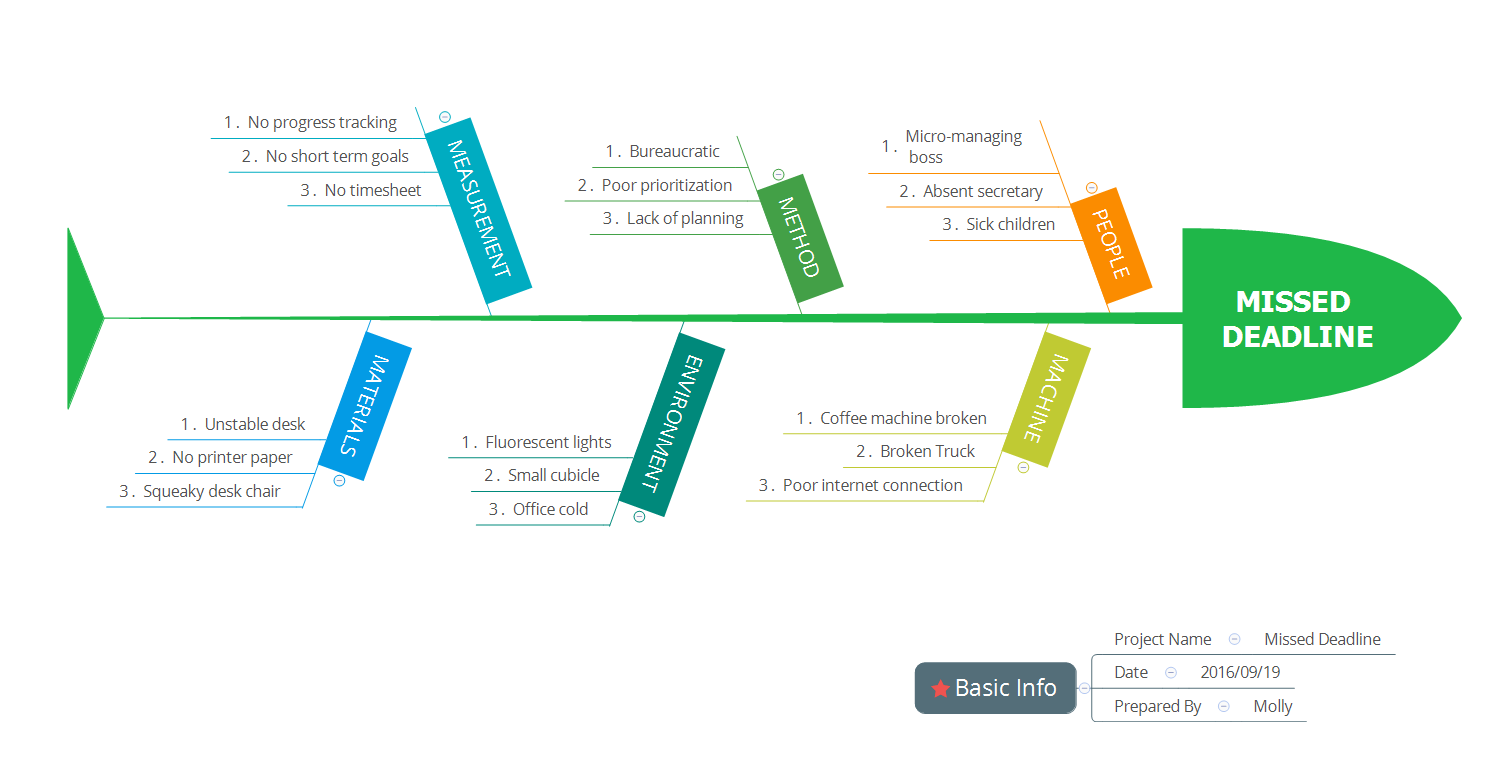 1. No progress tracking
2. No short term goals
3. No timesheet
MEASUREMENT
1. Bureaucratic
2. Poor prioritization
3. Lack of planning
METHOD
1. Micro-managing
boss
2. Absent secretary
3. Sick children
PEOPLE
MISSED
DEADLINE
MATERIALS
1. Unstable desk
2. No printer paper
3. Squeaky desk chair
ENVIRONMENT
1. Fluorescent lights
2. Small cubicle
3. Office cold
MACHINE
1. Coffee machine broken
2. Broken Truck
3. Poor internet connection
Basic Info
Project Name Missed Deadline
Date 2016/09/19
Prepared By Molly